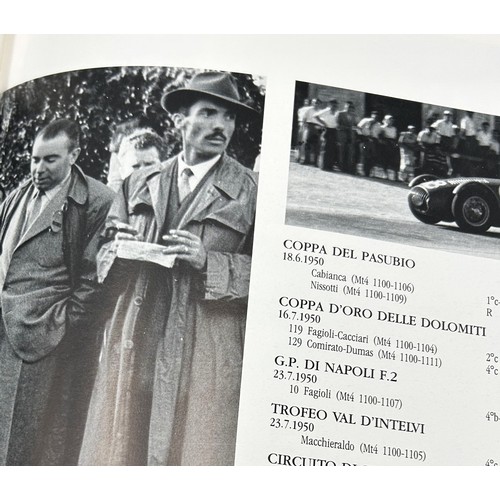 COPPA DEL PASUBIO
18.6.1950
Cabianca (Mt4 1100-1106) 1°c
Nissotti (Mt4 1100-1109) R
COPPA D'ORO DELLE DOLOMITI
16.7.1950
119 Fagioli-Cacciari (Mt4 1100-1104) 2°c
129 Comirato-Dumas (Mt4 1100-1111) 4°c
G.P. DI NAPOLI F.2
23.7.1950
10 Fagioli (Mt4 1100-1107) 4°b
TROFEO VAL D'INTELVI
23.7.1950
Macchieraldo (Mt4 1100-1105) 4°c
CIRCUITO